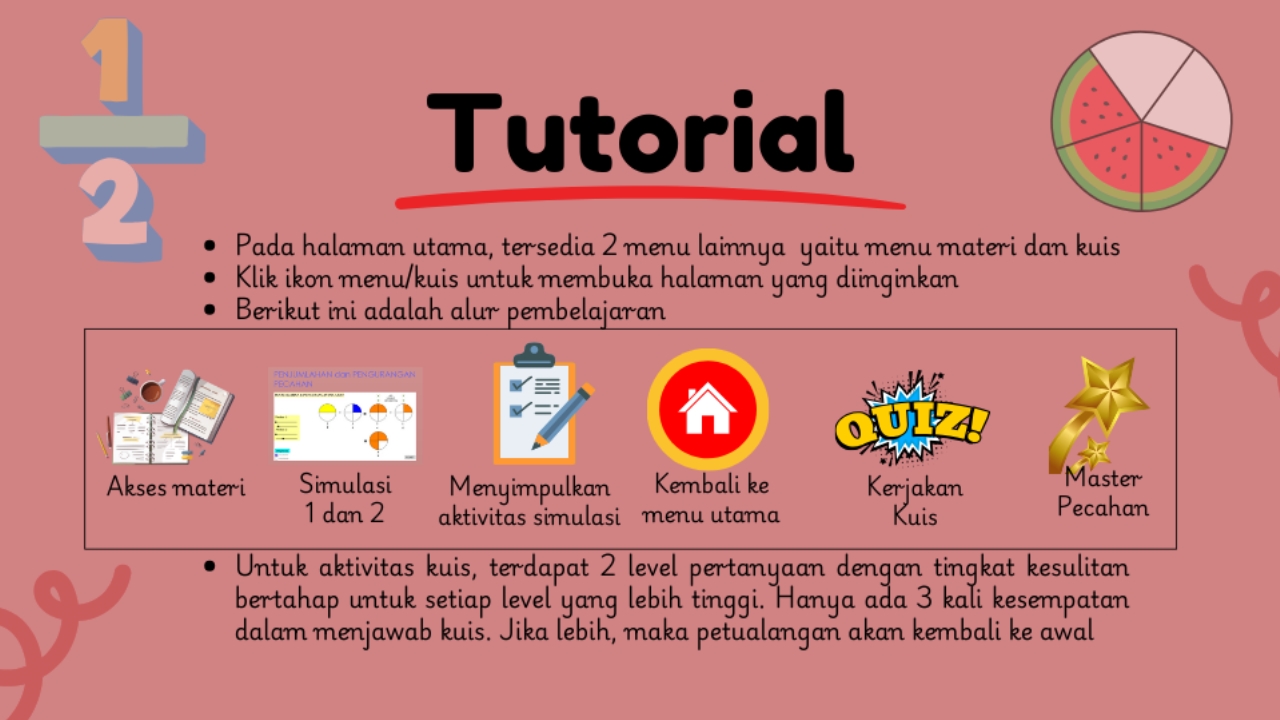 1
2
Tutorial
Pada halaman utama, tersedia 2 menu lainnya yaitu menu materi dan kuis
Klik ikon menu/kuis untuk membuka halaman yang diinginkan
Berikut ini adalah alur pembelajaran
PENJUMLAHAN dan PENGURANGAN
PECAHAN
QUIZ!
Akses materi
Simulasi
1 dan 2
Menyimpulkan
aktivitas simulasi
Kembali ke
menu utama
Kerjakan
Kuis
Master
Pecahan
Untuk aktivitas kuis, terdapat 2 level pertanyaan dengan tingkat kesulitan
bertahap untuk setiap level yang lebih tinggi. Hanya ada 3 kali kesempatan
dalam menjawab kuis. Jika lebih, maka petualangan akan kembali ke awal